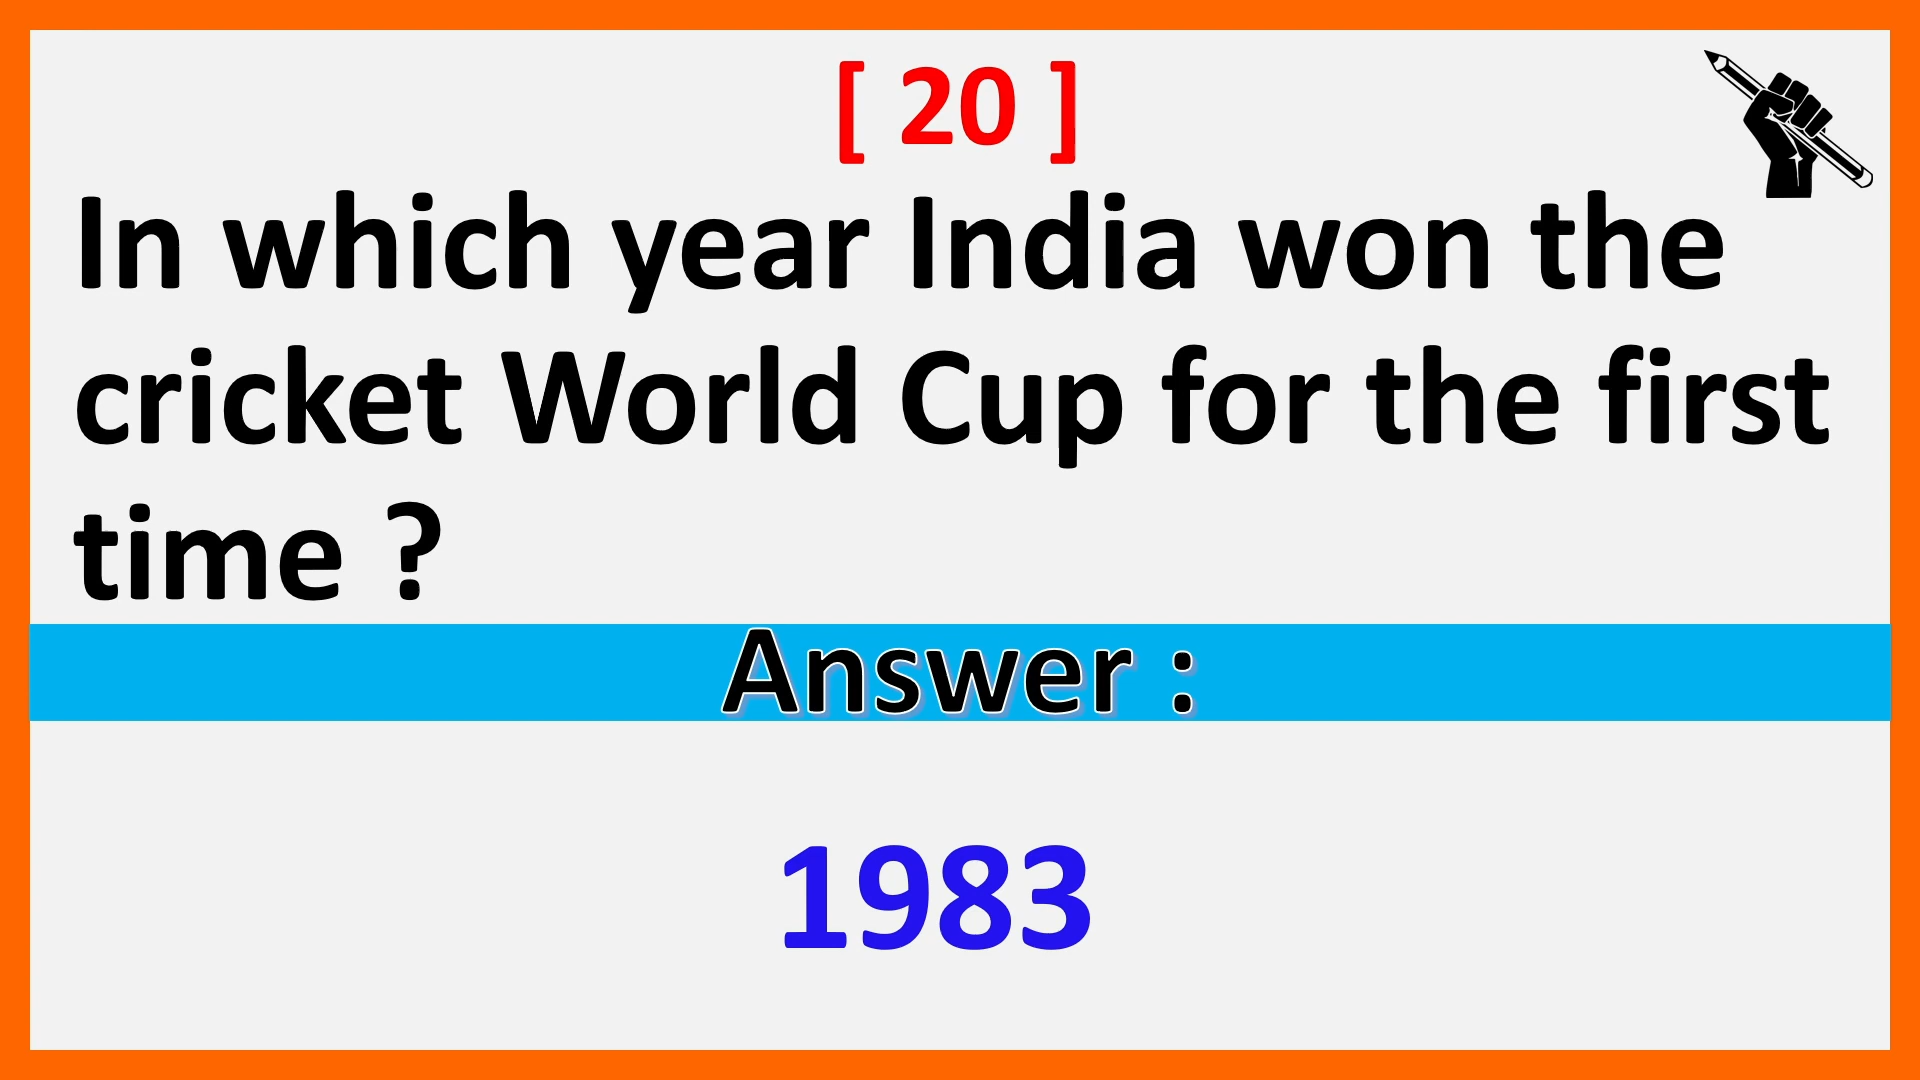 [ 20 ]
In which year India won the
cricket World Cup for the first
time ?
Answer :
1983